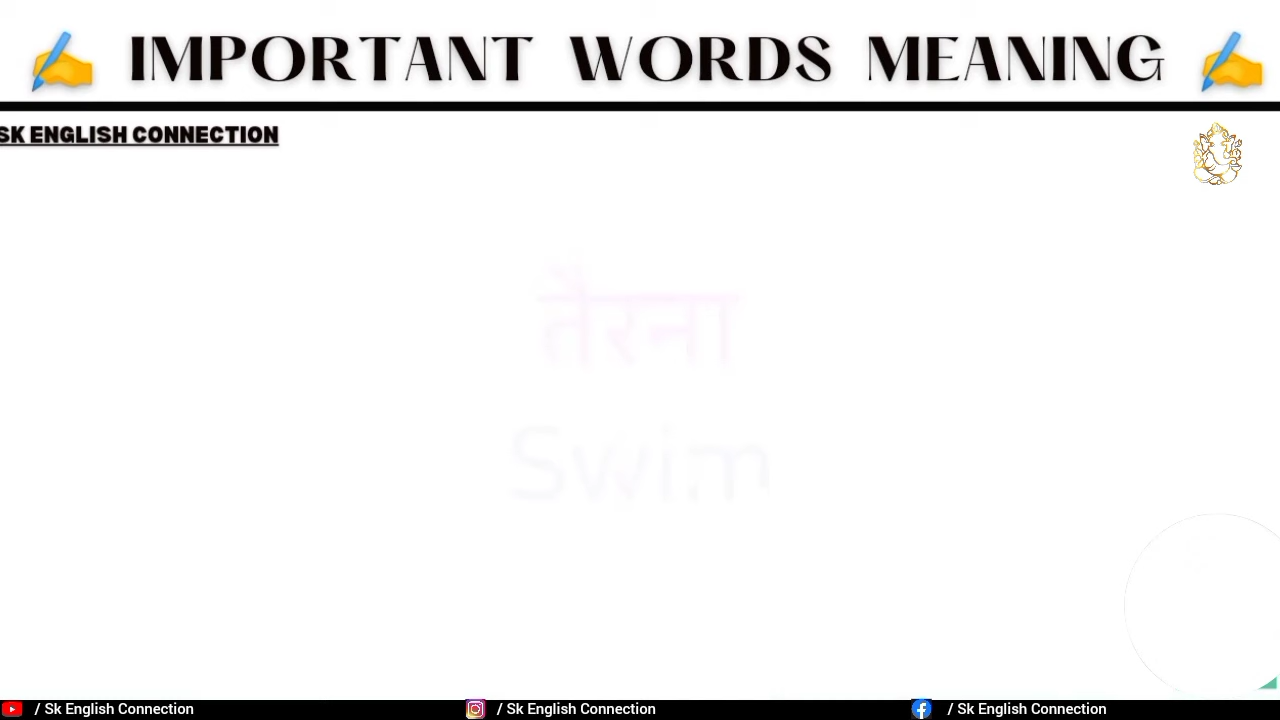 IMPORTANT WORDS MEANING
SK ENGLISH CONNECTION
तैरना
Swim
/ Sk English Connection
/ Sk English Connection
/ Sk English Connection